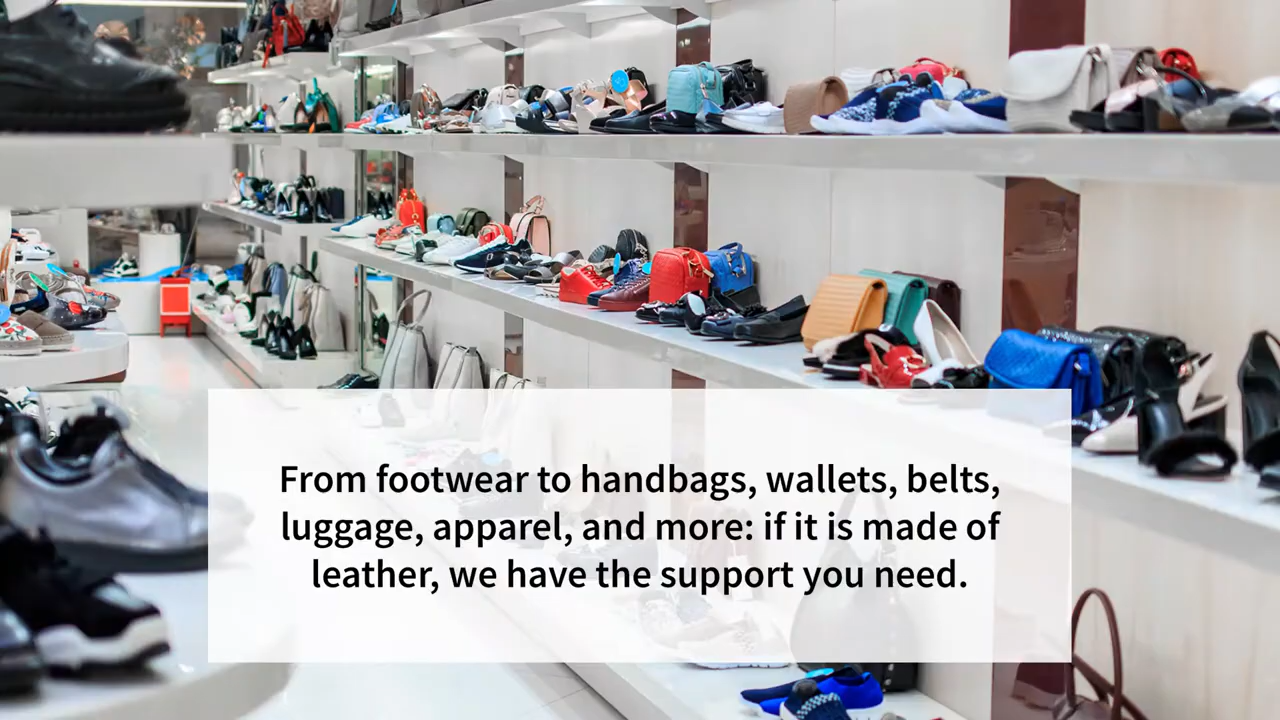 From footwear to handbags, wallets, belts,
luggage, apparel, and more: if it is made of
leather, we have the support you need.